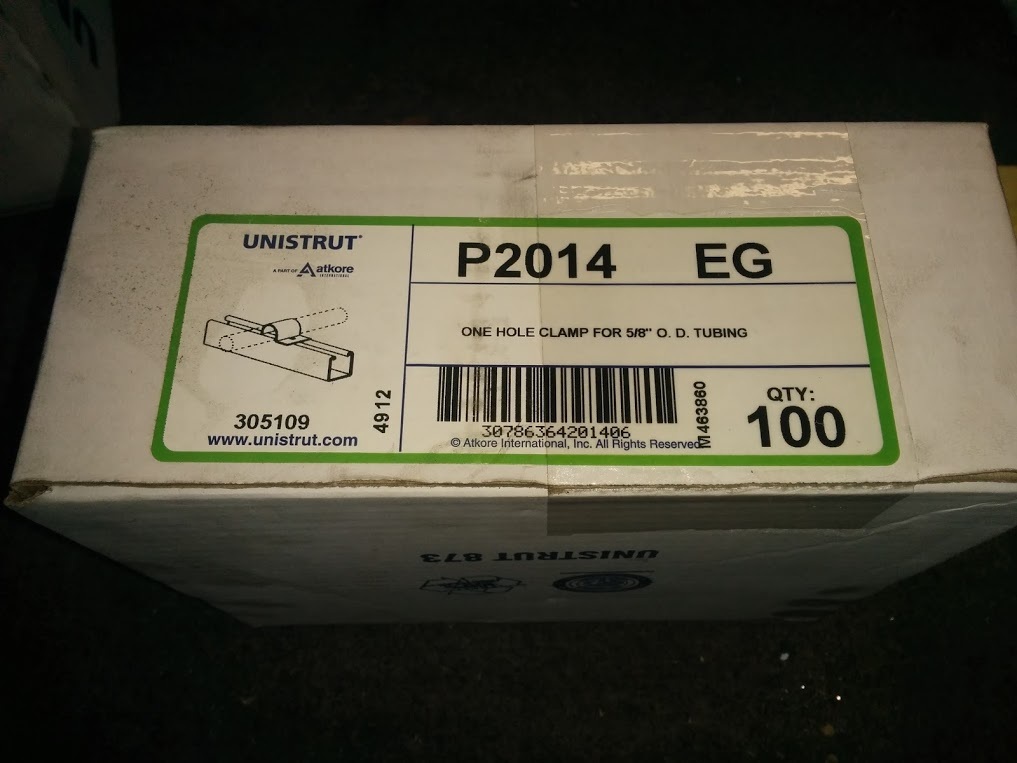 UNISTRUT®
A PART OF atkore
INTERNATIONAL
305109
www.unistrut.com
4912
P2014 EG
ONE HOLE CLAMP FOR 5/8" O. D. TUBING
30786364201406
© Atkore International, Inc. All Rights Reserved
M463860
QTY:
100
UNISTRUT 873